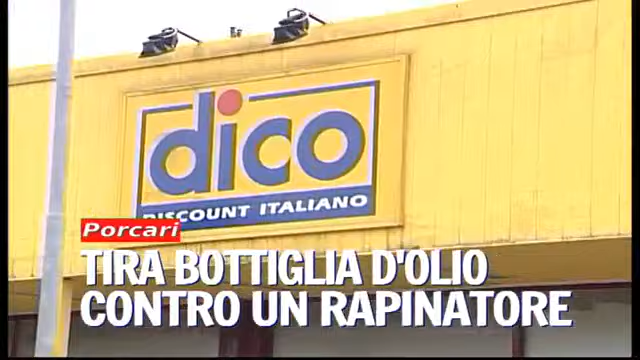 dico
DISCOUNT ITALIANO
Porcari
TIRA BOTTIGLIA D'OLIO
CONTRO UN RAPINATORE